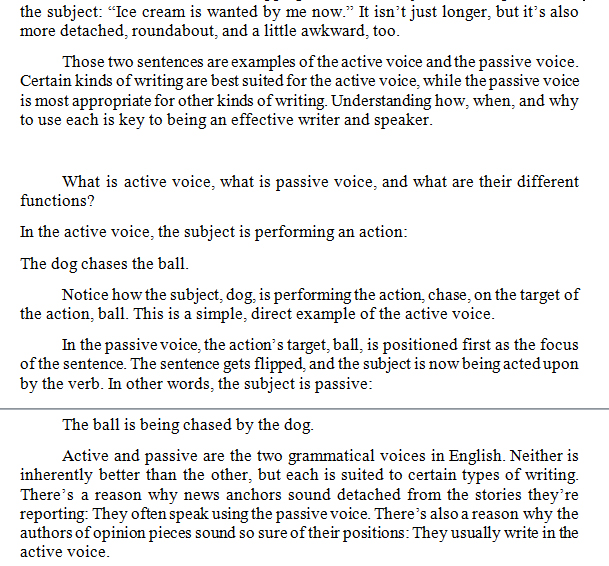 the subject: “Ice cream is wanted by me now.” It isn’t just longer, but it’s also
more detached, roundabout, and a little awkward, too.
Those two sentences are examples of the active voice and the passive voice.
Certain kinds of writing are best suited for the active voice, while the passive voice
is most appropriate for other kinds of writing. Understanding how, when, and why
to use each is key to being an effective writer and speaker.
What is active voice, what is passive voice, and what are their different
functions?
In the active voice, the subject is performing an action:
The dog chases the ball.
Notice how the subject, dog, is performing the action, chase, on the target of
the action, ball. This is a simple, direct example of the active voice.
In the passive voice, the action’s target, ball, is positioned first as the focus
of the sentence. The sentence gets flipped, and the subject is now being acted upon
by the verb. In other words, the subject is passive:
The ball is being chased by the dog.
Active and passive are the two grammatical voices in English. Neither is
inherently better than the other, but each is suited to certain types of writing.
There’s a reason why news anchors sound detached from the stories they’re
reporting: They often speak using the passive voice. There’s also a reason why the
authors of opinion pieces sound so sure of their positions: They usually write in the
active voice.